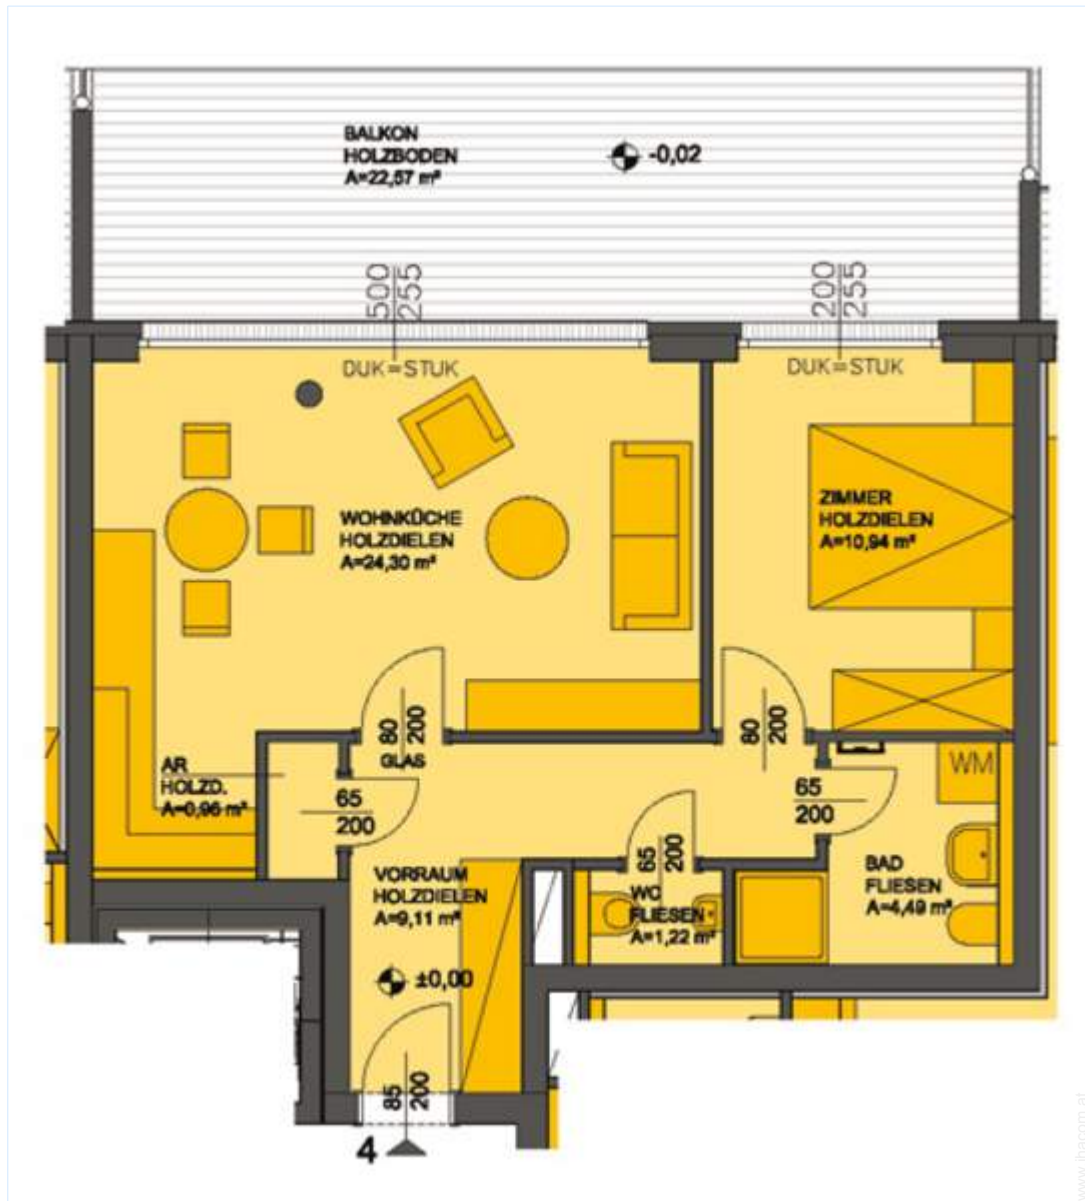 BALKON
HOLZBODEN
A=22,57 m²
-0,02
500
255
200
255
DUK=STUK
DUK=STUK
WOHNKÜCHE
HOLZDIELEN
A=24,30 m²
ZIMMER
HOLZDIELEN
A=10,94 m²
80
200
GLAS
80
200
AR
HOLZD.
A=0,96 m²
65
200
65
200
WM
65
200
VORRAUM
HOLZDIELEN
A=9,11 m²
WC
FLIESEN
A=1,22 m²
BAD
FLIESEN
A=4,49 m²
±0,00
85
200
4
www.ibacom.at